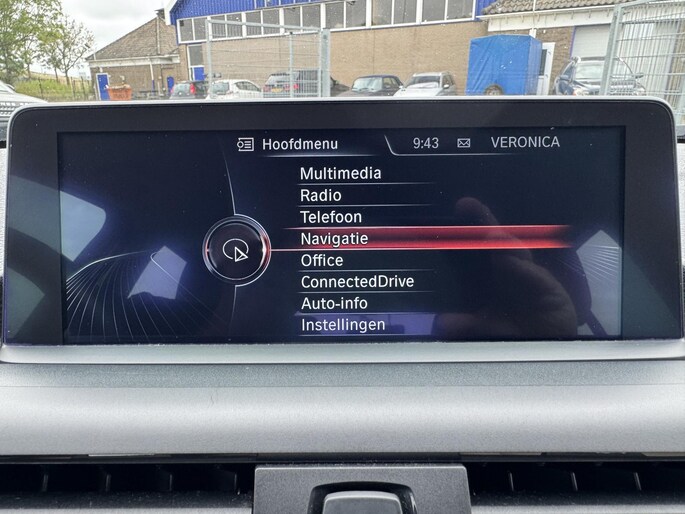 Hoofdmenu 9:43 VERONICA
Multimedia
Radio
Telefoon
Navigatie
Office
ConnectedDrive
Auto-info
Instellingen